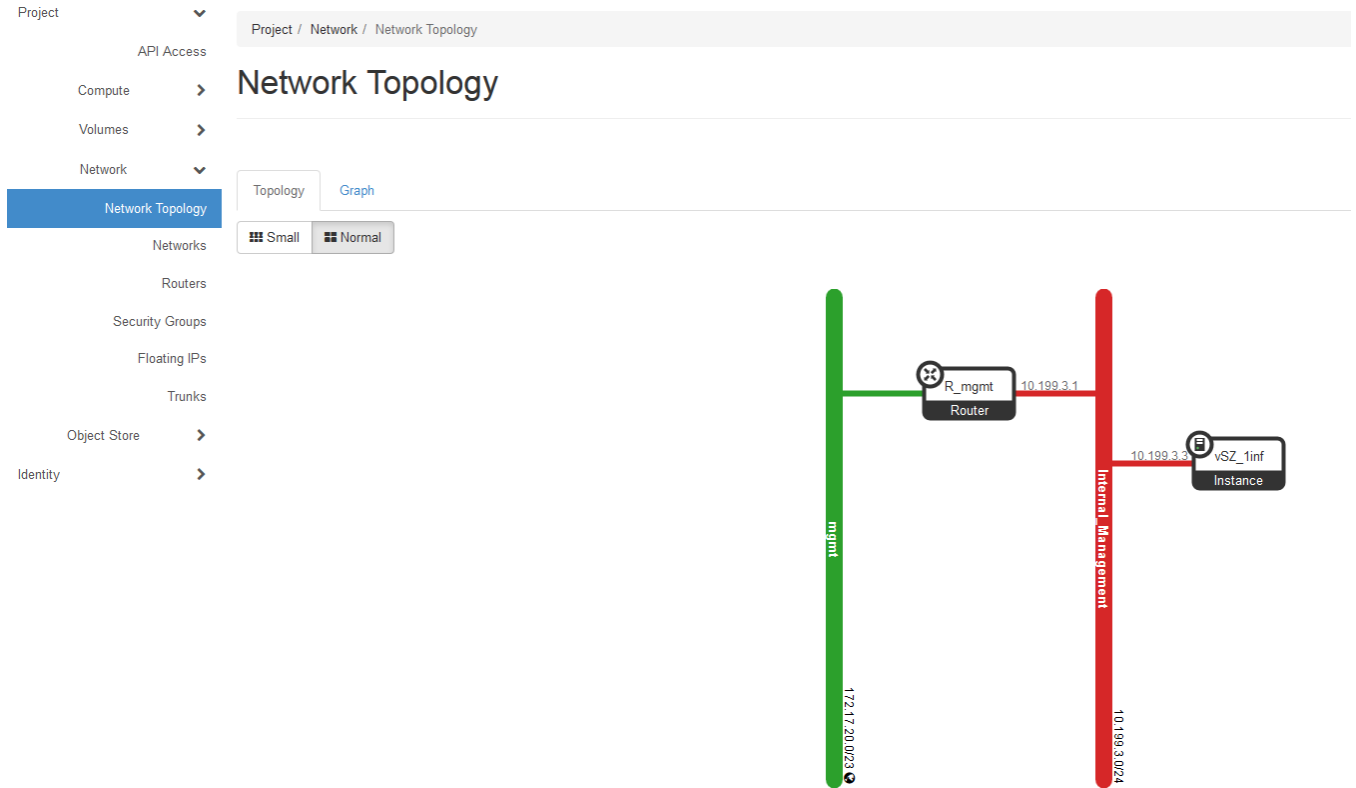 Project
API Access
Compute
Volumes
Network
Network Topology
Networks
Routers
Security Groups
Floating IPs
Trunks
Object Store
Identity
Project / Network / Network Topology
Network Topology
Topology Graph
Small Normal
mgmt
172.17.20.0/23
R_mgmt
Router
10.199.3.1
Internal_Management
10.199.3.0/24
10.199.3.3
vSZ_1inf
Instance